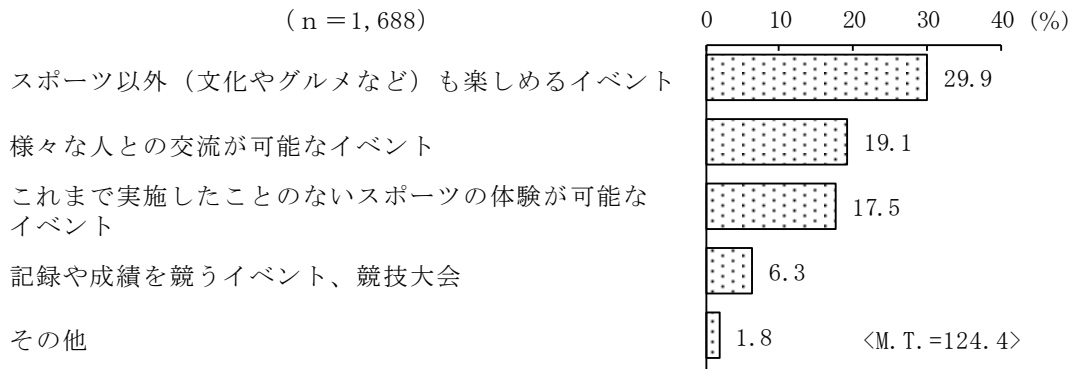 (n=1,688)
0 10 20 30 40 (%)
スポーツ以外（文化やグルメなど）も楽しめるイベント 29.9
様々な人との交流が可能なイベント 19.1
これまで実施したことのないスポーツの体験が可能な
イベント 17.5
記録や成績を競うイベント、競技大会 6.3
その他 1.8 <M.T.=124.4>